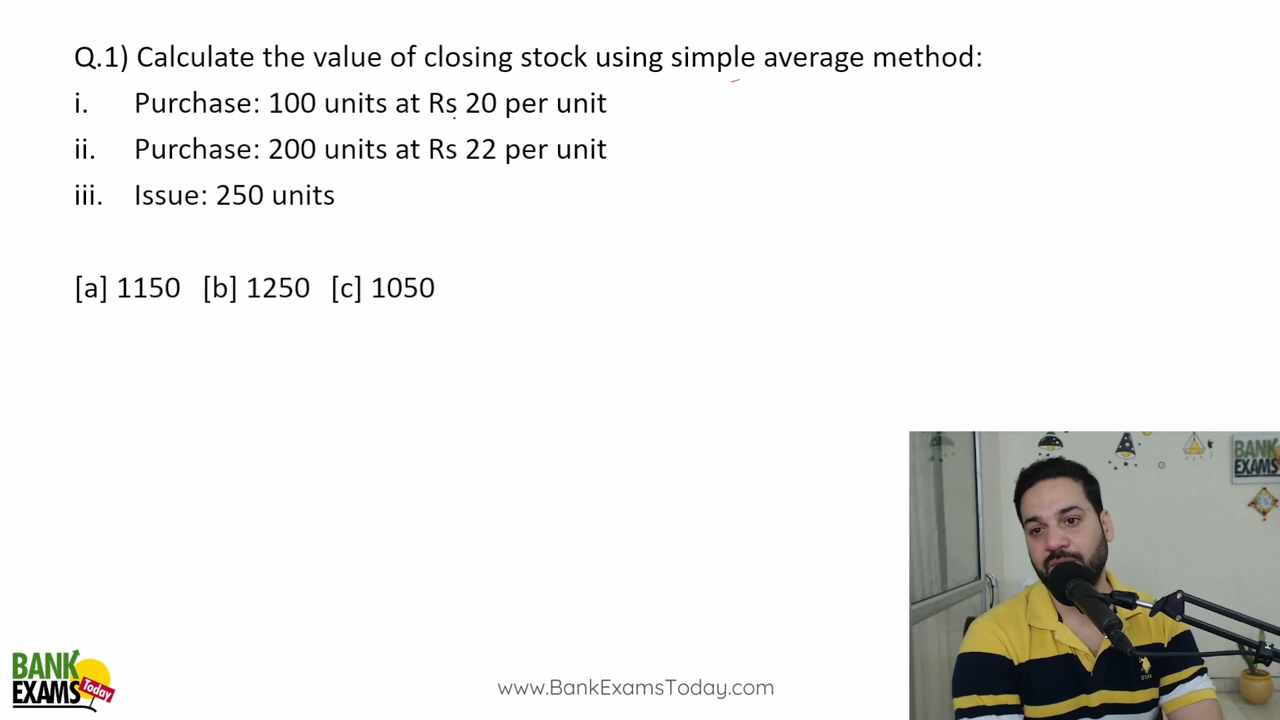 Q.1) Calculate the value of closing stock using simple average method:
i. Purchase: 100 units at Rs 20 per unit
ii. Purchase: 200 units at Rs 22 per unit
iii. Issue: 250 units
[a] 1150 [b] 1250 [c] 1050
BANK
EXAMS
BANK
EXAMS
Today
www.BankExamsToday.com